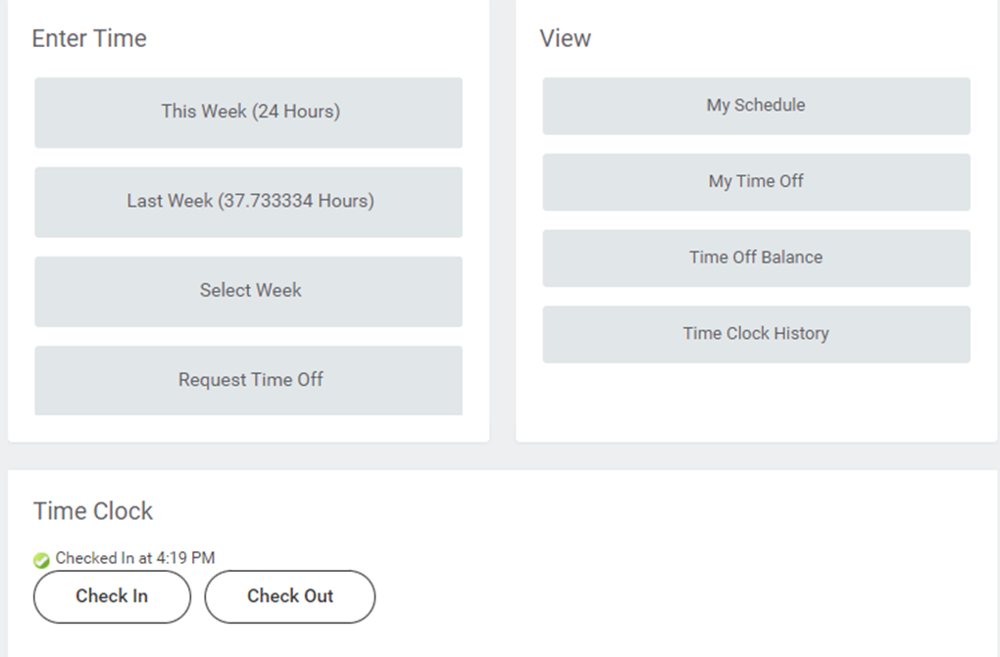 Enter Time
This Week (24 Hours)
Last Week (37.733334 Hours)
Select Week
Request Time Off
View
My Schedule
My Time Off
Time Off Balance
Time Clock History
Time Clock
Checked In at 4:19 PM
Check In
Check Out